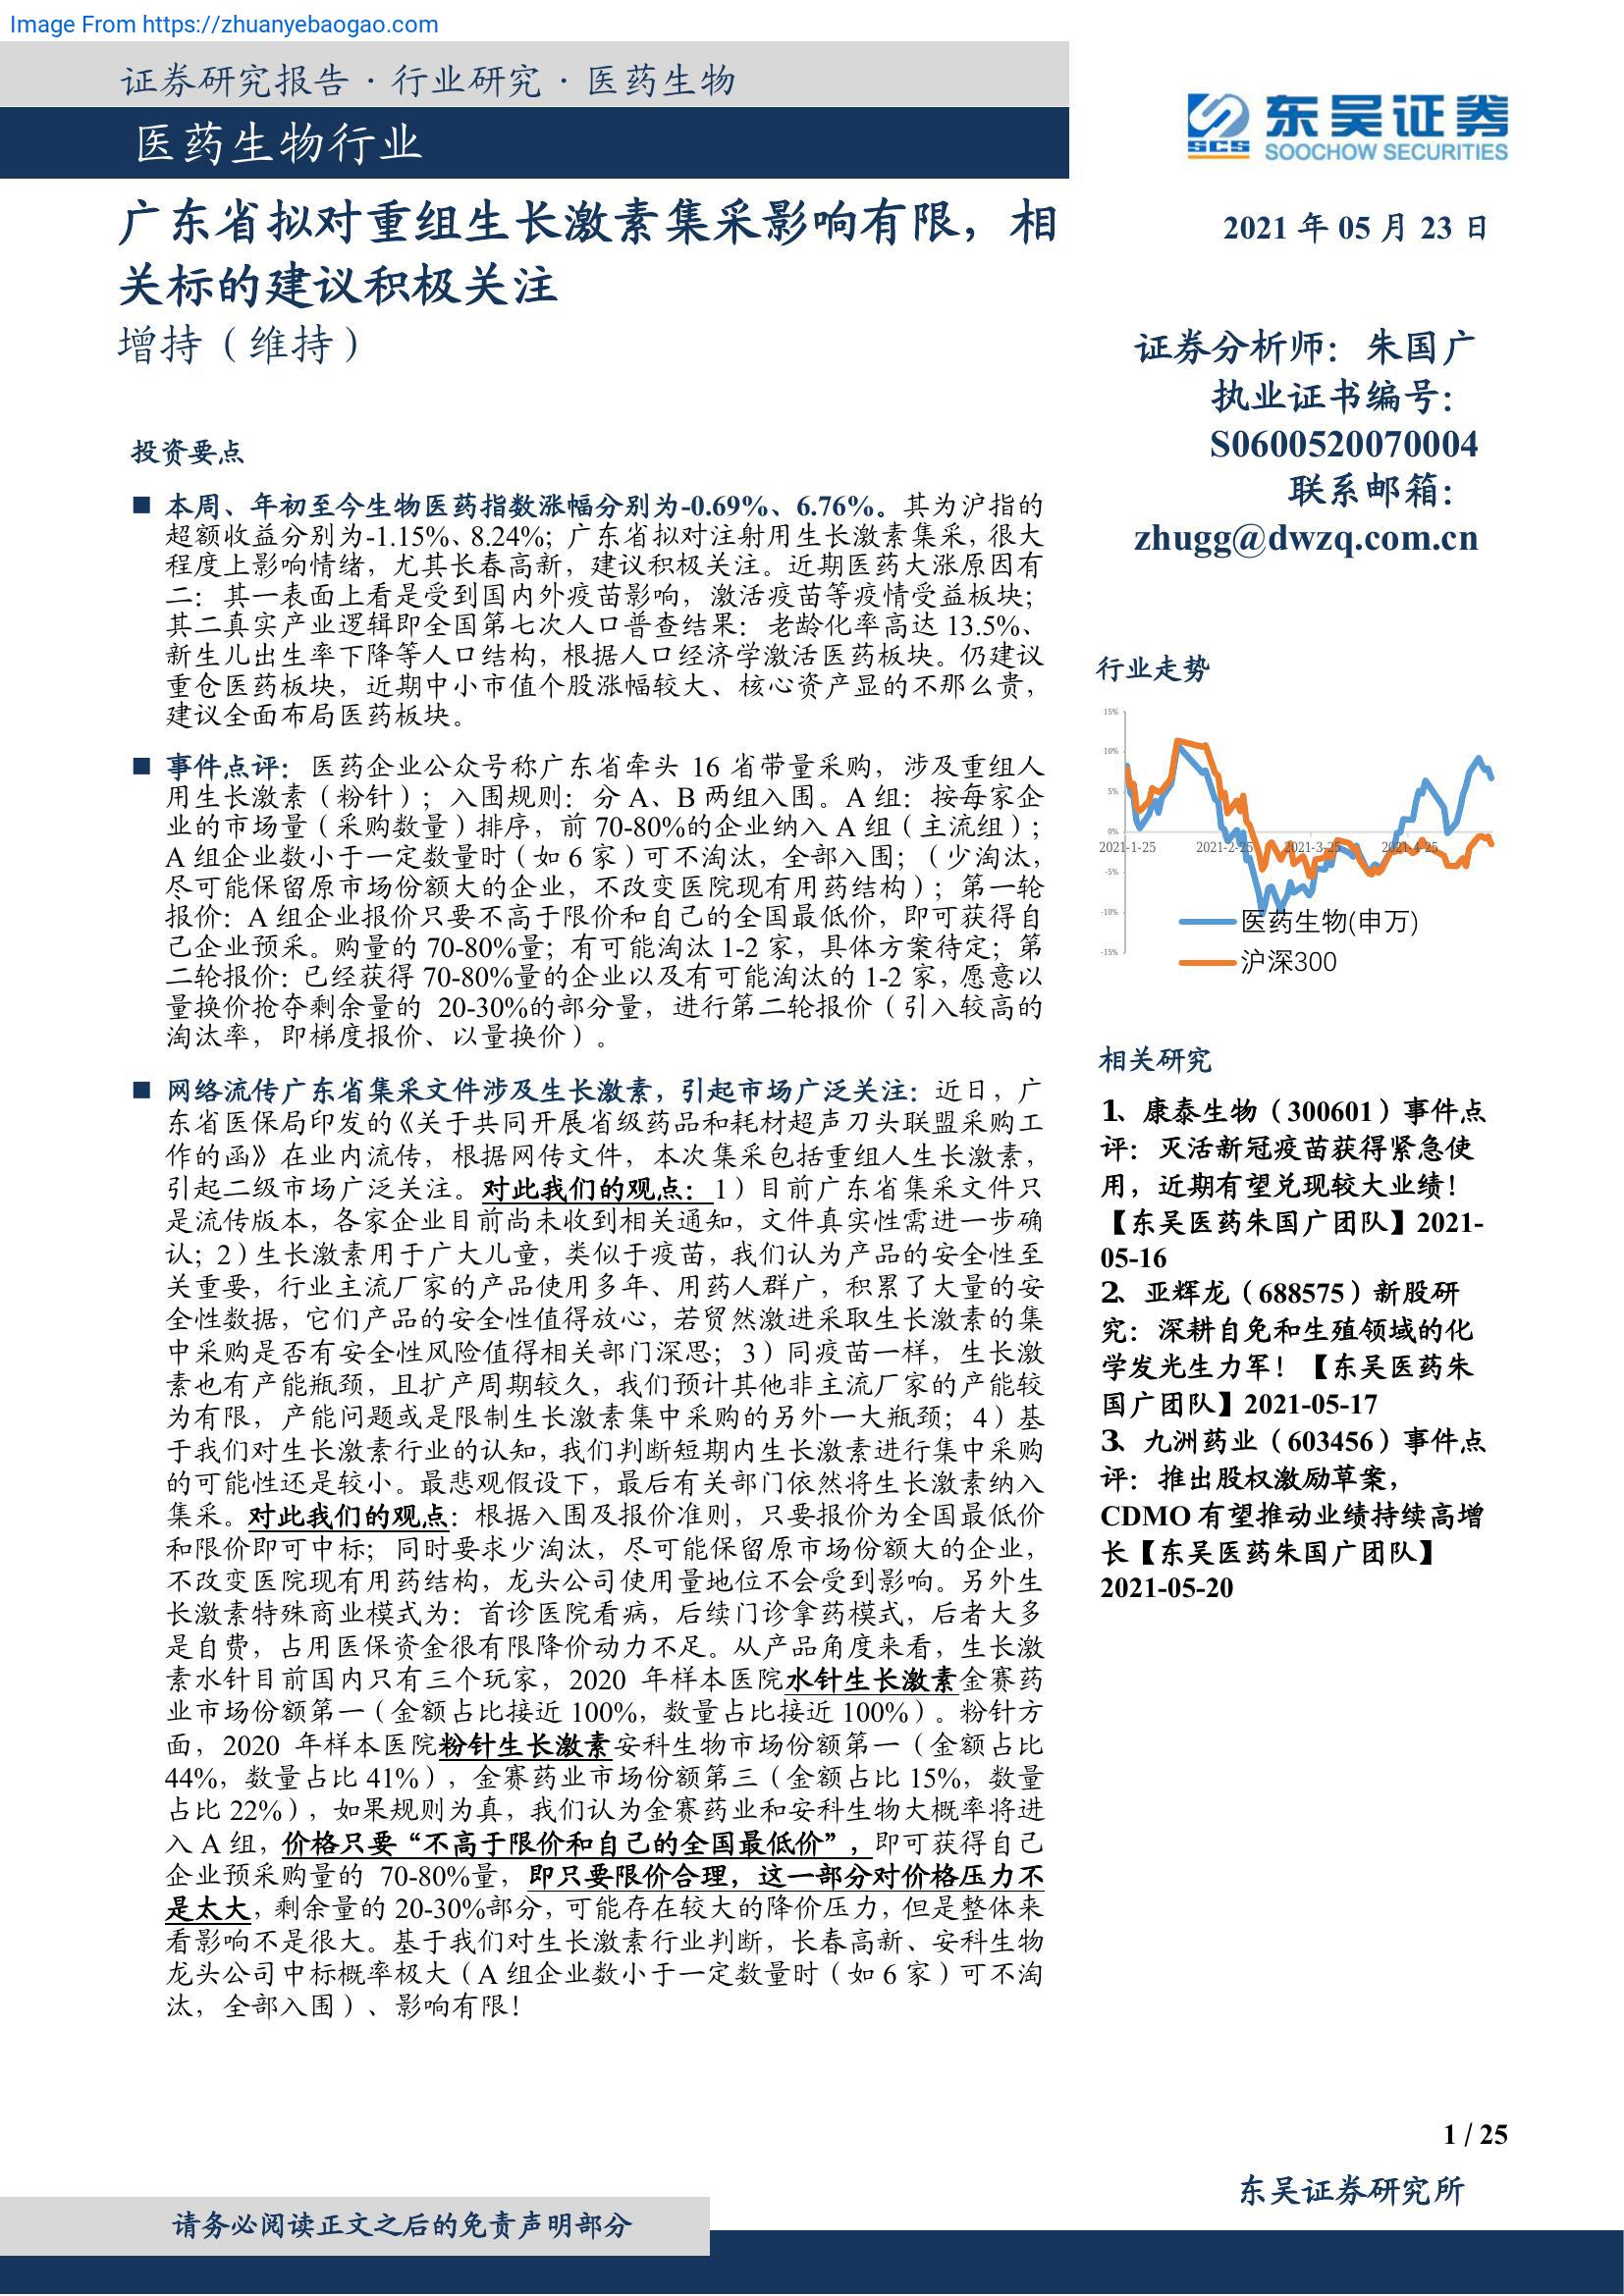 Image From https://zhuanyebaogao.com
证券研究报告·行业研究·医药生物
医药生物行业
东吴证券
SCS
SOOCHOW SECURITIES
广东省拟对重组生长激素集采影响有限，相
关标的建议积极关注
增持（维持）
2021 年 05 月 23 日
证券分析师：朱国广
执业证书编号：
S0600520070004
联系邮箱：
zhugg@dwzq.com.cn
投资要点
■ 本周、年初至今生物医药指数涨幅分别为-0.69%、6.76%。其为沪指的
超额收益分别为-1.15%、8.24%；广东省拟对注射用生长激素集采，很大
程度上影响情绪，尤其长春高新，建议积极关注。近期医药大涨原因有
二：其一表面上看是受到国内外疫苗影响，激活疫苗等疫情受益板块；
其二真实产业逻辑即全国第七次人口普查结果：老龄化率高达 13.5%、
新生儿出生率下降等人口结构，根据人口经济学激活医药板块。仍建议
重仓医药板块，近期中小市值个股涨幅较大、核心资产显的不那么贵，
建议全面布局医药板块。
■ 事件点评：医药企业公众号称广东省牵头 16 省带量采购，涉及重组人
用生长激素（粉针）；入围规则：分 A、B 两组入围。A 组：按每家企
业的市场量（采购数量）排序，前 70-80%的企业纳入 A 组（主流组）；
A 组企业数小于一定数量时（如 6 家）可不淘汰，全部入围；（少淘汰，
尽可能保留原市场份额大的企业，不改变医院现有用药结构）；第一轮
报价：A 组企业报价只要不高于限价和自己的全国最低价，即可获得自
己企业预采。购量的 70-80%量；有可能淘汰 1-2 家，具体方案待定；第
二轮报价：已经获得 70-80%量的企业以及有可能淘汰的 1-2 家，愿意以
量换价抢夺剩余量的 20-30%的部分量，进行第二轮报价（引入较高的
淘汰率，即梯度报价、以量换价）。
■ 网络流传广东省集采文件涉及生长激素，引起市场广泛关注：近日，广
东省医保局印发的《关于共同开展省级药品和耗材超声刀头联盟采购工
作的函》在业内流传，根据网传文件，本次集采包括重组人生长激素，
引起二级市场广泛关注。对此我们的观点：1）目前广东省集采文件只
是流传版本，各家企业目前尚未收到相关通知，文件真实性需进一步确
认；2）生长激素用于广大儿童，类似于疫苗，我们认为产品的安全性至
关重要，行业主流厂家的产品使用多年、用药人群广，积累了大量的安
全性数据，它们产品的安全性值得放心，若贸然激进采取生长激素的集
中采购是否有安全性风险值得相关部门深思；3）同疫苗一样，生长激
素也有产能瓶颈，且扩产周期较久，我们预计其他非主流厂家的产能较
为有限，产能问题或是限制生长激素集中采购的另外一大瓶颈；4）基
于我们对生长激素行业的认知，我们判断短期内生长激素进行集中采购
的可能性还是较小。最悲观假设下，最后有关部门依然将生长激素纳入
集采。对此我们的观点：根据入围及报价准则，只要报价为全国最低价
和限价即可中标；同时要求少淘汰，尽可能保留原市场份额大的企业，
不改变医院现有用药结构，龙头公司使用量地位不会受到影响。另外生
长激素特殊商业模式为：首诊医院看病，后续门诊拿药模式，后者大多
是自费，占用医保资金很有限降价动力不足。从产品角度来看，生长激
素水针目前国内只有三个玩家，2020 年样本医院水针生长激素金赛药
业市场份额第一（金额占比接近 100%，数量占比接近 100%）。粉针方
面，2020 年样本医院粉针生长激素安科生物市场份额第一（金额占比
44%，数量占比 41%），金赛药业市场份额第三（金额占比 15%，数量
占比 22%），如果规则为真，我们认为金赛药业和安科生物大概率将进
入 A 组，价格只要“不高于限价和自己的全国最低价”，即可获得自己
企业预采购量的 70-80%量，即只要限价合理，这一部分对价格压力不
是太大，剩余量的 20-30%部分，可能存在较大的降价压力，但是整体来
看影响不是很大。基于我们对生长激素行业判断，长春高新、安科生物
龙头公司中标概率极大（A 组企业数小于一定数量时（如 6 家）可不淘
汰，全部入围）、影响有限！
行业走势
15%
10%
5%
0%
-5%
-10%
-15%
2021-1-25
2021-2-25
2021-3-25
2021-4-25
医药生物(申万)
沪深300
相关研究
1、康泰生物（300601）事件点
评：灭活新冠疫苗获得紧急使
用，近期有望兑现较大业绩！
【东吴医药朱国广团队】2021-
05-16
2、亚辉龙（688575）新股研
究：深耕自免和生殖领域的化
学发光生力军！【东吴医药朱
国广团队】2021-05-17
3、九洲药业（603456）事件点
评：推出股权激励草案，
CDMO 有望推动业绩持续高增
长【东吴医药朱国广团队】
2021-05-20
1 / 25
东吴证券研究所
请务必阅读正文之后的免责声明部分